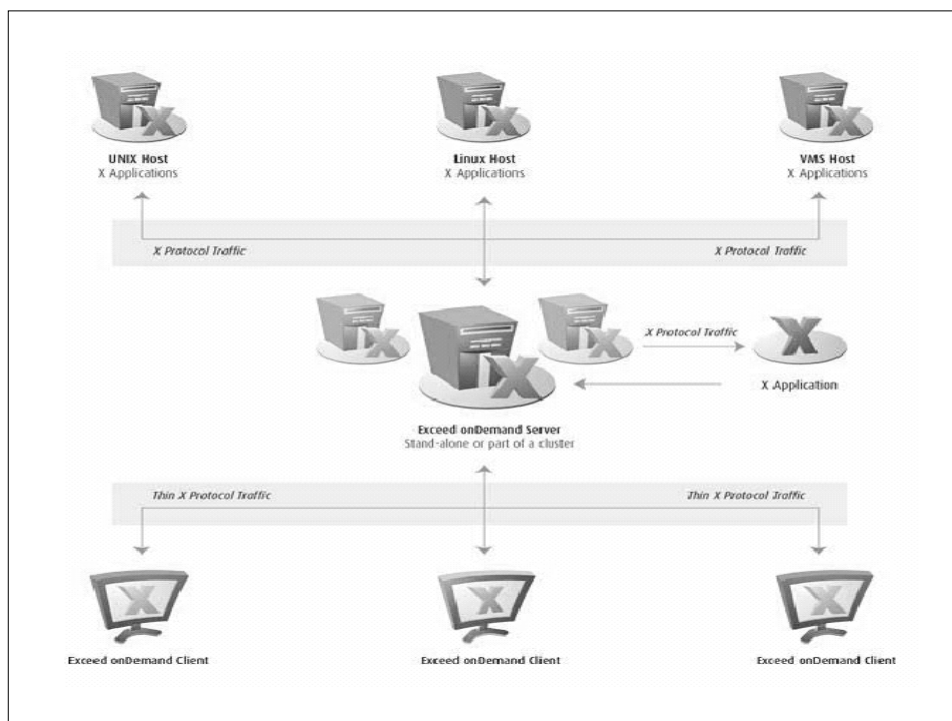 UNIX Host
X Applications
Linux Host
X Applications
VMS Host
X Applications
X Protocol Traffic
X Protocol Traffic
X Protocol Traffic
X Application
Exceed onDemand Server
Stand-alone or part of a cluster
Thin X Protocol Traffic
Thin X Protocol Traffic
Exceed onDemand Client
Exceed onDemand Client
Exceed onDemand Client